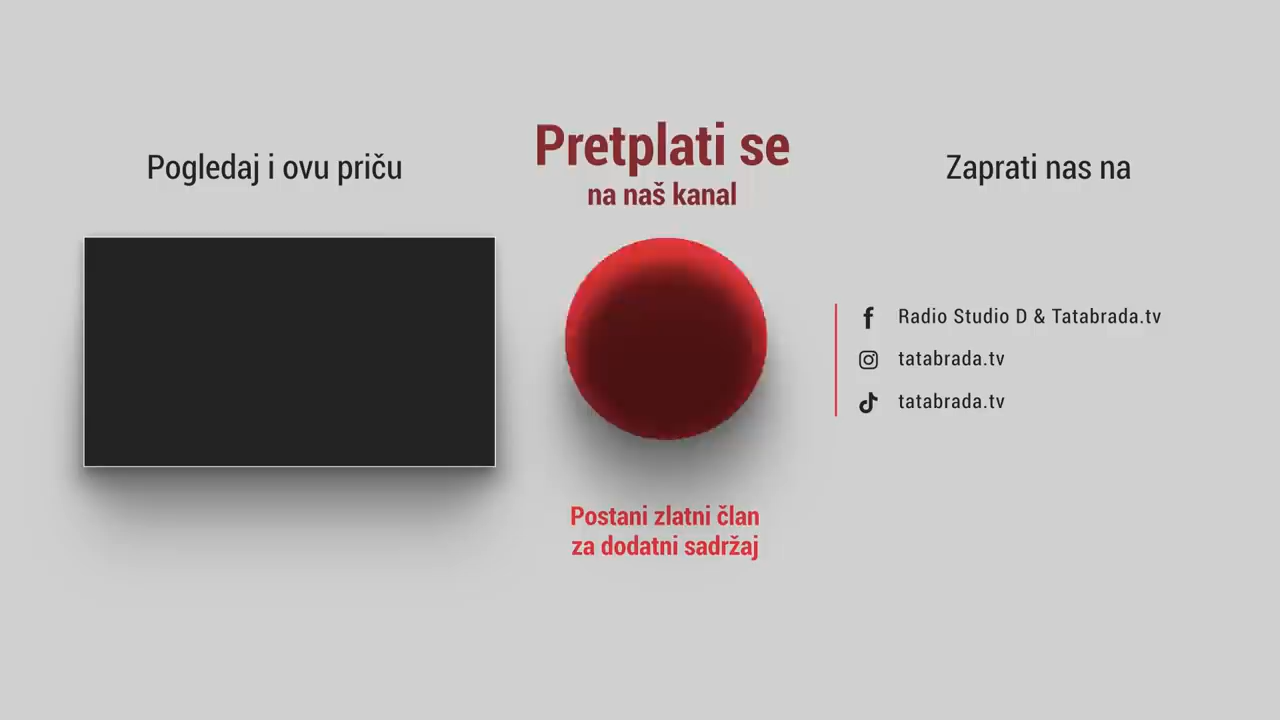 Pogledaj i ovu priču
Pretplati se
na naš kanal
Postani zlatni član
za dodatni sadržaj
Zaprati nas na
Radio Studio D & Tatabrada.tv
tatabrada.tv
tatabrada.tv